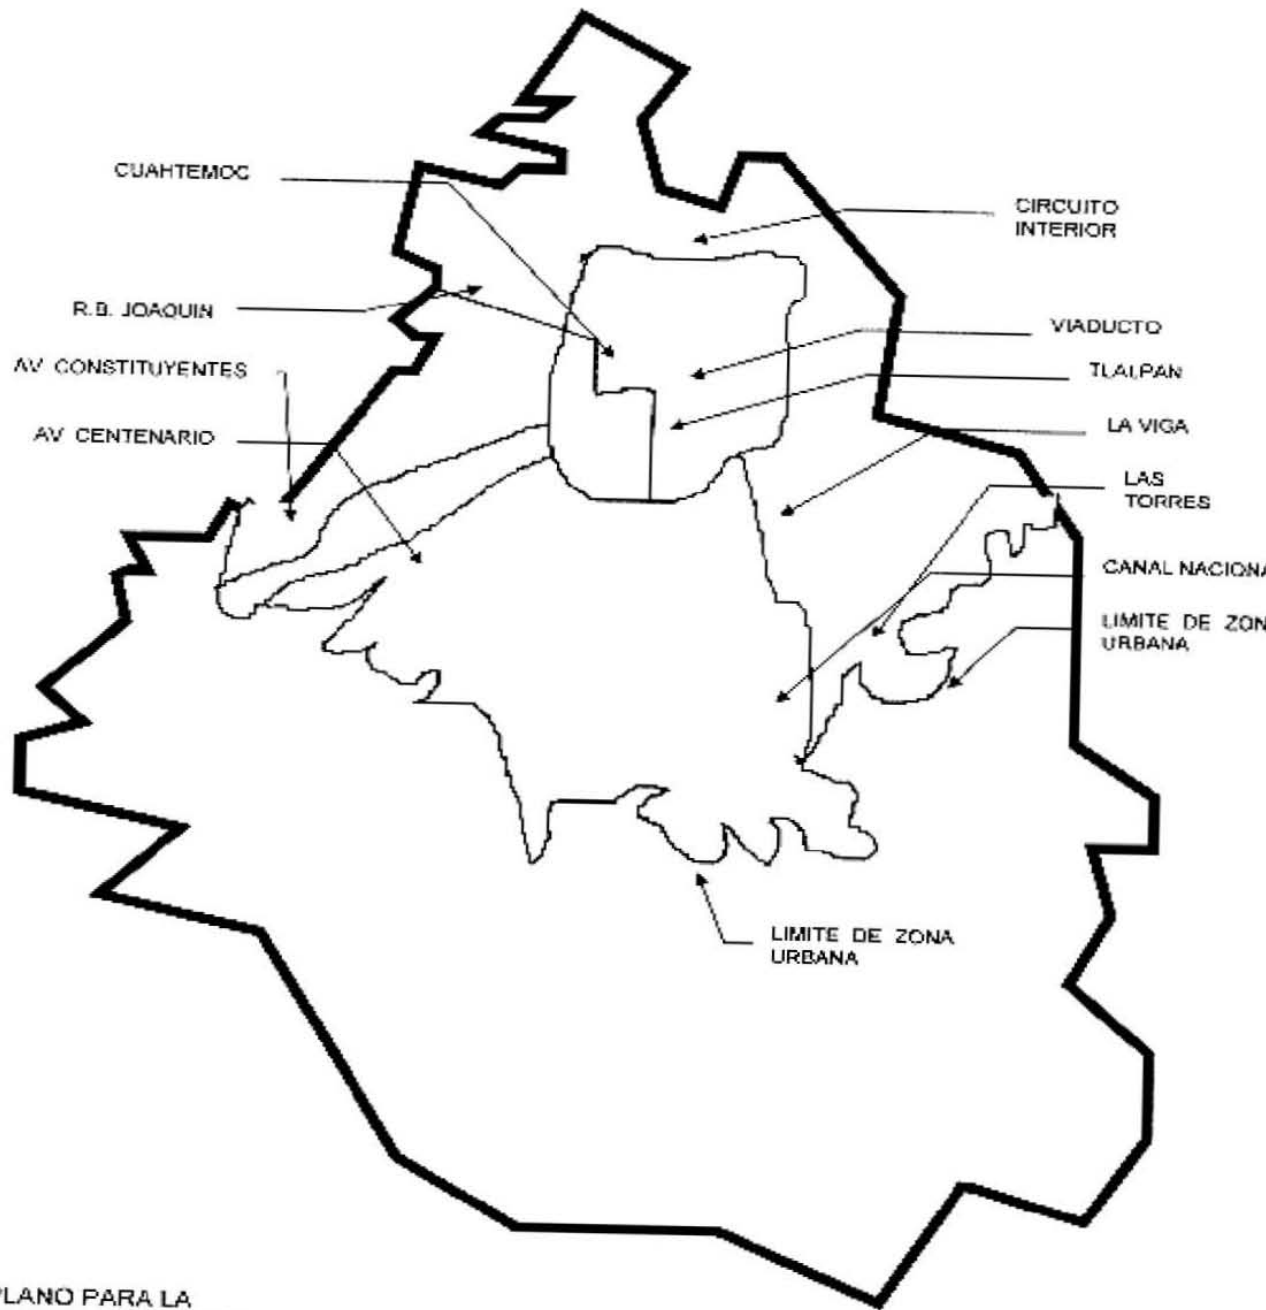 CUAHTEMOC
CIRCUITO
INTERIOR
R.B. JOAQUIN
VIADUCTO
AV CONSTITUYENTES
TLALPAN
AV CENTENARIO
LA VIGA
LAS
TORRES
CANAL NACIONA
LIMITE DE ZON
URBANA
LIMITE DE ZONA
URBANA
PLANO PARA LA